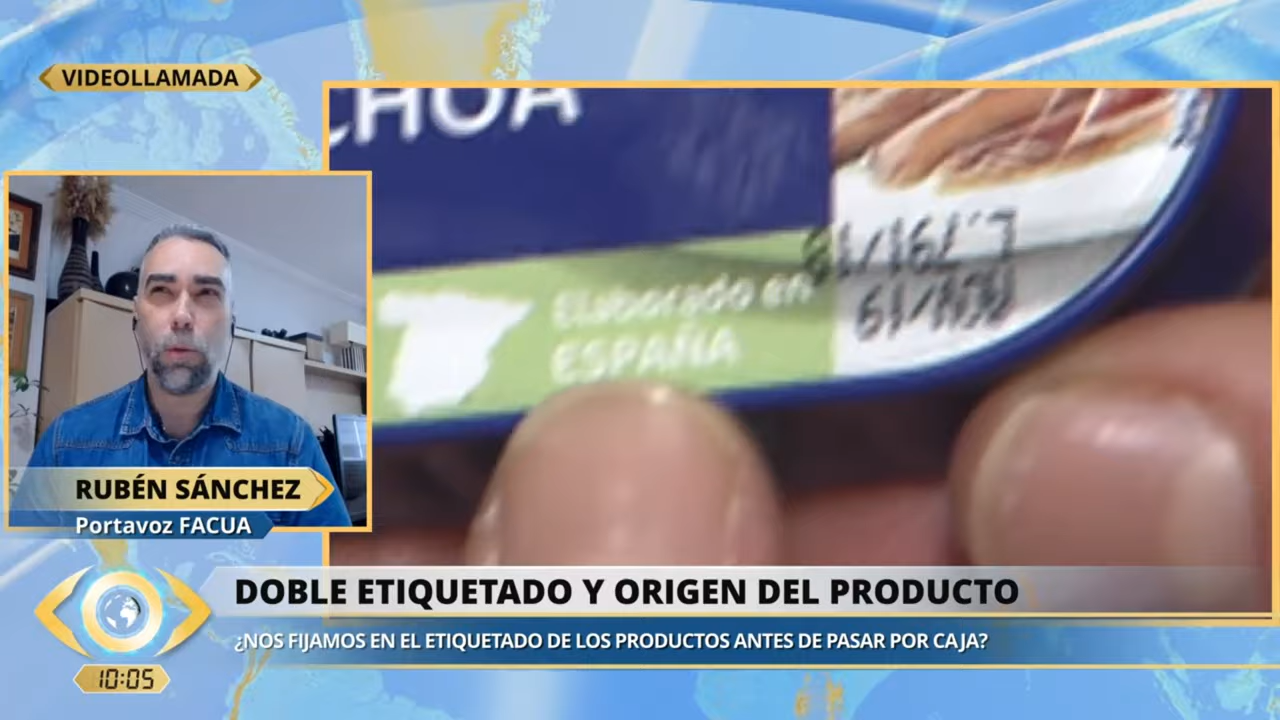 VIDEOLLAMADA
CHOA
Elaborado en
ESPAÑA
RUBÉN SÁNCHEZ
Portavoz FACUA
DOBLE ETIQUETADO Y ORIGEN DEL PRODUCTO
¿NOS FIJAMOS EN EL ETIQUETADO DE LOS PRODUCTOS ANTES DE PASAR POR CAJA?
10:05